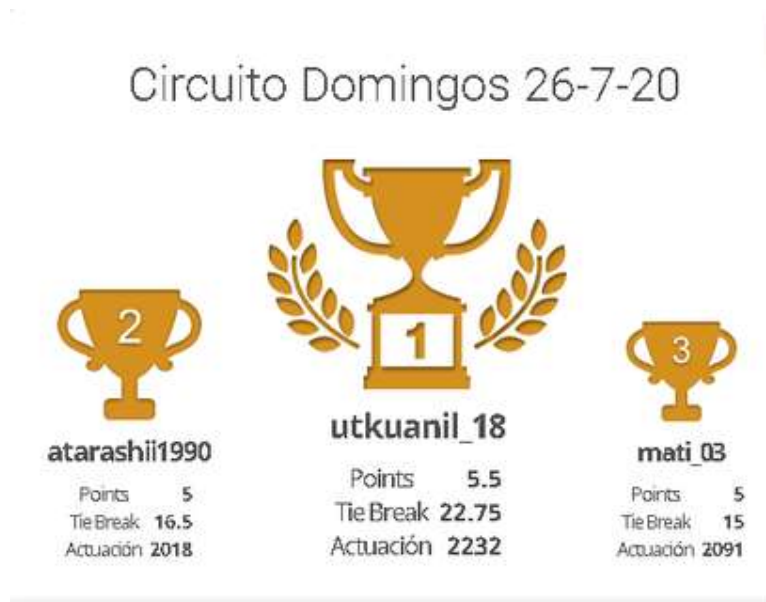 Circuito Domingos 26-7-20
2
1
3
atarashii1990
Points 5
Tie Break 16.5
Actuación 2018
utkuanil_18
Points 5.5
Tie Break 22.75
Actuación 2232
mati_03
Points 5
Tie Break 15
Actuación 2091